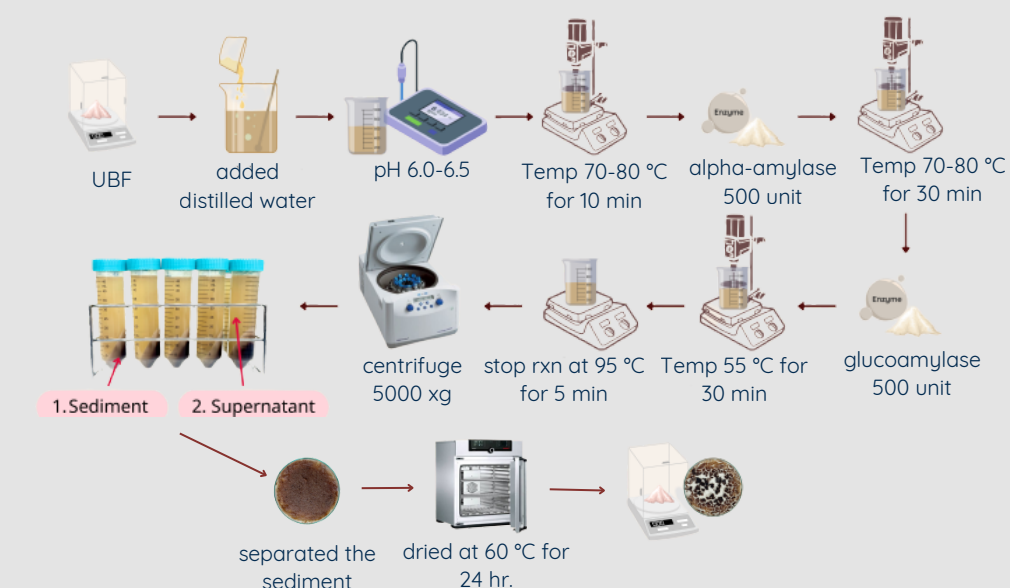 UBF
added
distilled water
pH 6.0-6.5
Temp 70-80 °C
for 10 min
Enzyme
alpha-amylase
500 unit
Temp 70-80 °C
for 30 min
Enzyme
glucoamylase
500 unit
Temp 55 °C for
30 min
stop rxn at 95 °C
for 5 min
centrifuge
5000 xg
1.Sediment
2. Supernatant
separated the
sediment
dried at 60 °C for
24 hr.